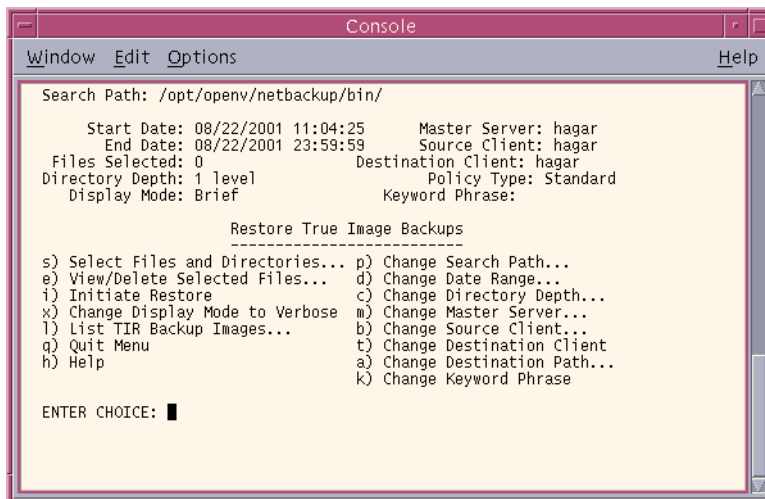 Console
Window Edit Options Help
Search Path: /opt/openv/netbackup/bin/
Start Date: 08/22/2001 11:04:25 Master Server: hagar
End Date: 08/22/2001 23:59:59 Source Client: hagar
Files Selected: 0 Destination Client: hagar
Directory Depth: 1 level Policy Type: Standard
Display Mode: Brief Keyword Phrase:
Restore True Image Backups
--------------------------
s) Select Files and Directories... p) Change Search Path...
e) View/Delete Selected Files... d) Change Date Range...
i) Initiate Restore c) Change Directory Depth...
x) Change Display Mode to Verbose m) Change Master Server...
l) List TIR Backup Images... b) Change Source Client...
q) Quit Menu t) Change Destination Client
h) Help a) Change Destination Path...
k) Change Keyword Phrase
ENTER CHOICE: